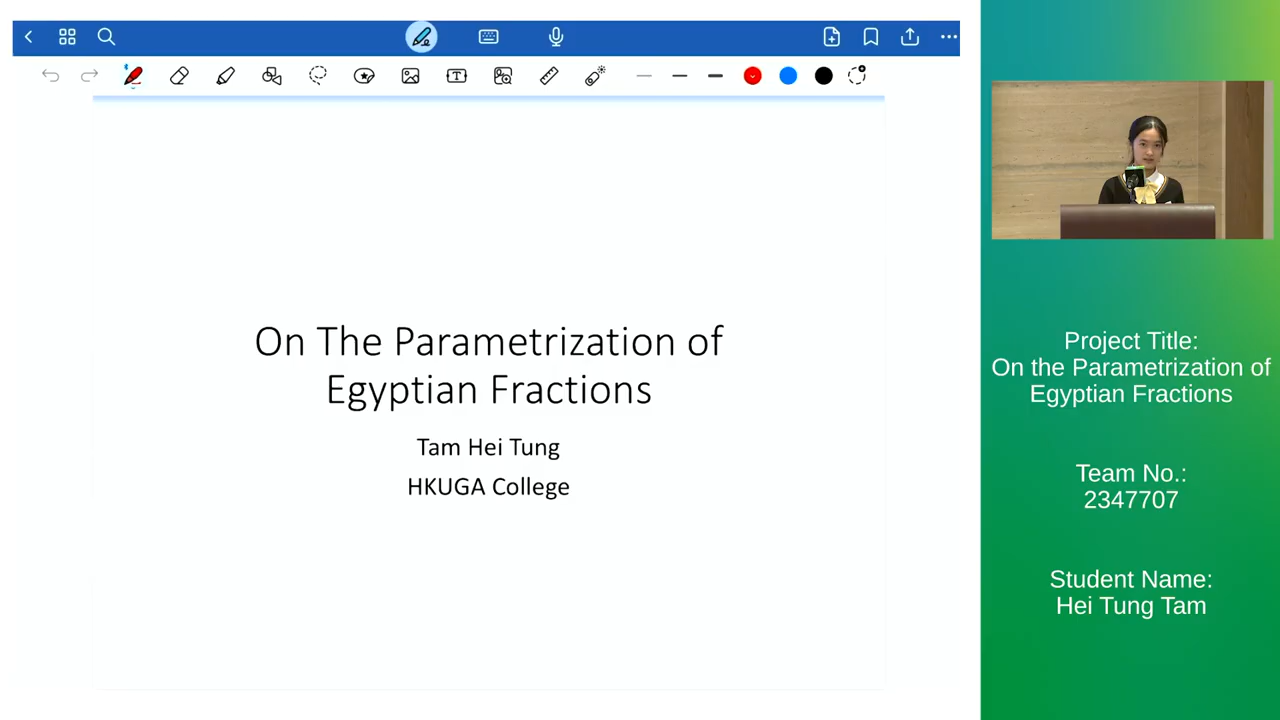 On The Parametrization of
Egyptian Fractions
Tam Hei Tung
HKUGA College
Project Title:
On the Parametrization of
Egyptian Fractions
Team No.:
2347707
Student Name:
Hei Tung Tam